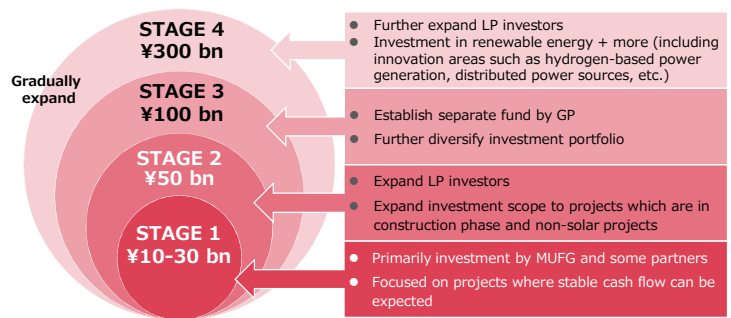 STAGE 4
¥300 bn
Gradually
expand
STAGE 3
¥100 bn
STAGE 2
¥50 bn
STAGE 1
¥10-30 bn
● Further expand LP investors
● Investment in renewable energy + more (including
innovation areas such as hydrogen-based power
generation, distributed power sources, etc.)
● Establish separate fund by GP
● Further diversify investment portfolio
● Expand LP investors
● Expand investment scope to projects which are in
construction phase and non-solar projects
● Primarily investment by MUFG and some partners
● Focused on projects where stable cash flow can be
expected